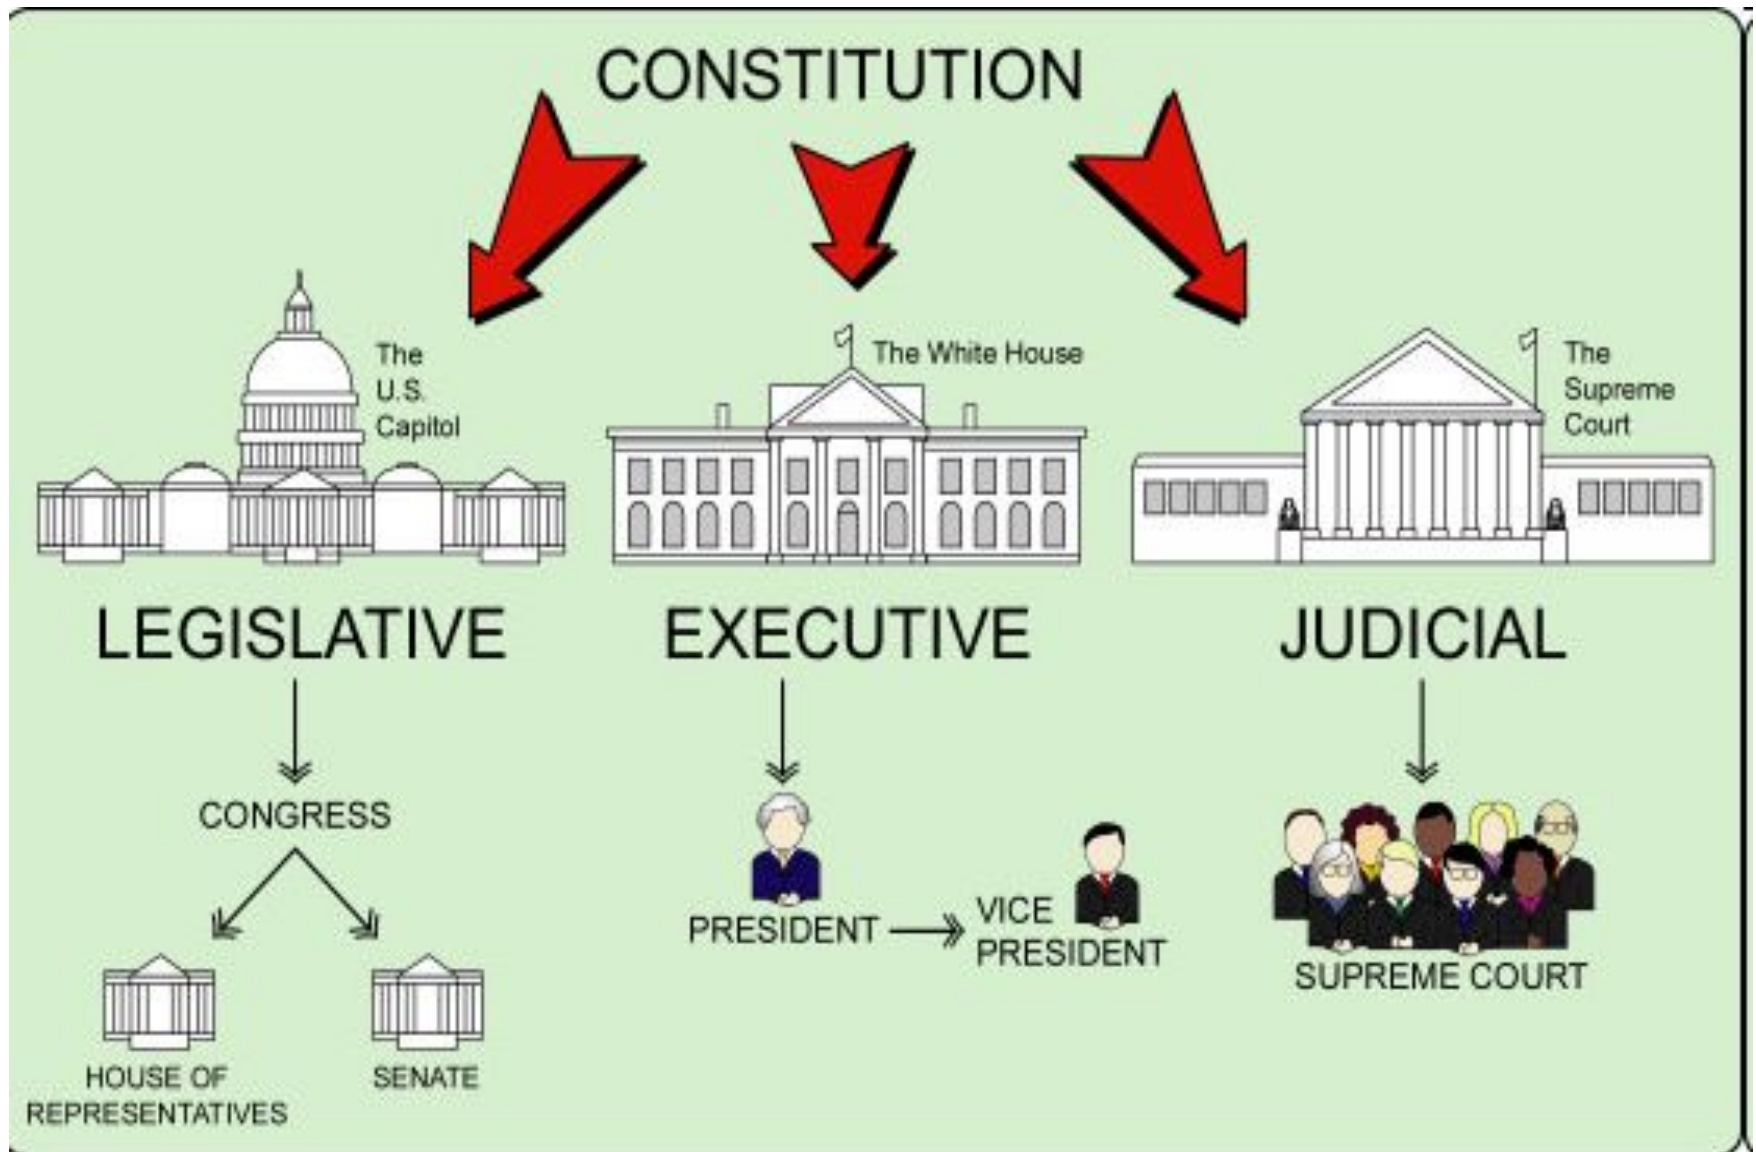 CONSTITUTION
The
U.S.
Capitol
The White House
The
Supreme
Court
LEGISLATIVE
EXECUTIVE
JUDICIAL
CONGRESS
PRESIDENT
VICE
PRESIDENT
SUPREME COURT
HOUSE OF
REPRESENTATIVES
SENATE